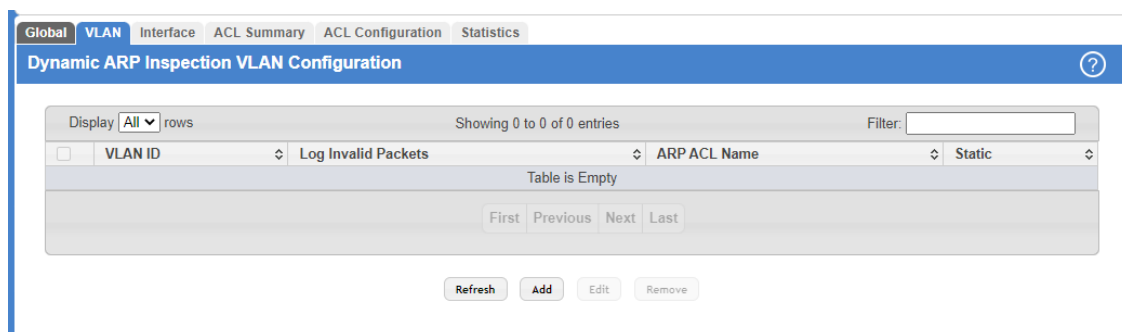 Global VLAN Interface ACL Summary ACL Configuration Statistics
Dynamic ARP Inspection VLAN Configuration ?
Display All rows Showing 0 to 0 of 0 entries Filter:
VLAN ID Log Invalid Packets ARP ACL Name Static
Table is Empty
First Previous Next Last
Refresh Add Edit Remove